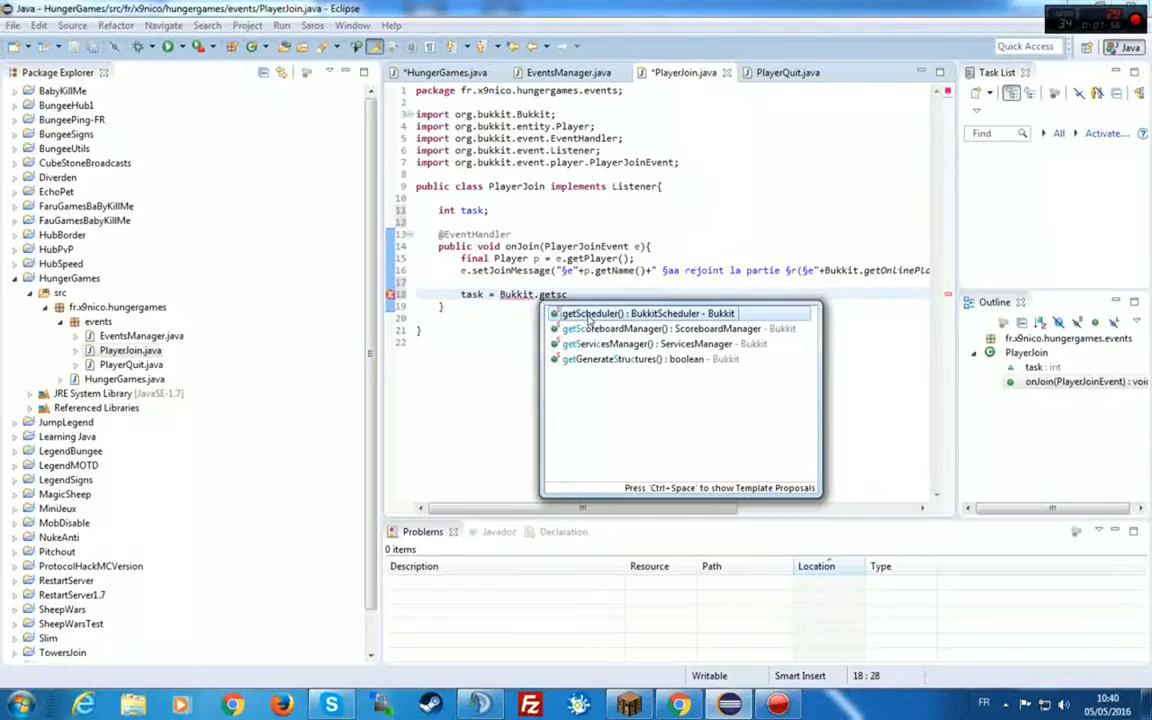 Java - HungerGames/src/fr/x9nico/hungergames/events/PlayerJoin.java - Eclipse
File Edit Source Refactor Navigate Search Project Run Saros Window Help
Quick Access
Java
Package Explorer
BabyKillMe
BungeeHub1
BungeePing-FR
BungeeSigns
BungeeUtils
CubeStoneBroadcasts
Diverden
EchoPet
FaruGamesBaByKillMe
FauGamesBabyKillMe
HubBorder
HubPvP
HubSpeed
HungerGames
src
fr.x9nico.hungergames
events
EventsManager.java
PlayerJoin.java
PlayerQuit.java
HungerGames.java
JRE System Library [JavaSE-1.7]
Referenced Libraries
JumpLegend
Learning Java
LegendBungee
LegendMOTD
LegendSigns
MagicSheep
MiniJeux
MobDisable
NukeAnti
Pitchout
ProtocolHackMCVersion
RestartServer
RestartServer1.7
SheepWars
SheepWarsTest
Slim
TowersJoin
*HungerGames.java EventsManager.java *PlayerJoin.java PlayerQuit.java
1 package fr.x9nico.hungergames.events;
2
3 import org.bukkit.Bukkit;
4 import org.bukkit.entity.Player;
5 import org.bukkit.event.EventHandler;
6 import org.bukkit.event.Listener;
7 import org.bukkit.event.player.PlayerJoinEvent;
8
9 public class PlayerJoin implements Listener{
10
11 int task;
12
13 @EventHandler
14 public void onJoin(PlayerJoinEvent e){
15 final Player p = e.getPlayer();
16 e.setJoinMessage("§e"+p.getName()+" §aa rejoint la partie §r(§e"+Bukkit.getOnlinePla
17
18 task = Bukkit.getsc
19 }
20
21 }
22
getScheduler() : BukkitScheduler - Bukkit
getScoreboardManager() : ScoreboardManager - Bukkit
getServicesManager() : ServicesManager - Bukkit
getGenerateStructures() : boolean - Bukkit
Press 'Ctrl+Space' to show Template Proposals
Task List
Find All Activate...
Outline
fr.x9nico.hungergames.events
PlayerJoin
task : int
onJoin(PlayerJoinEvent) : void
Problems Javadoc Declaration
0 items
Description Resource Path Location Type
Writable Smart Insert 18 : 28
FR
10:40
05/05/2016